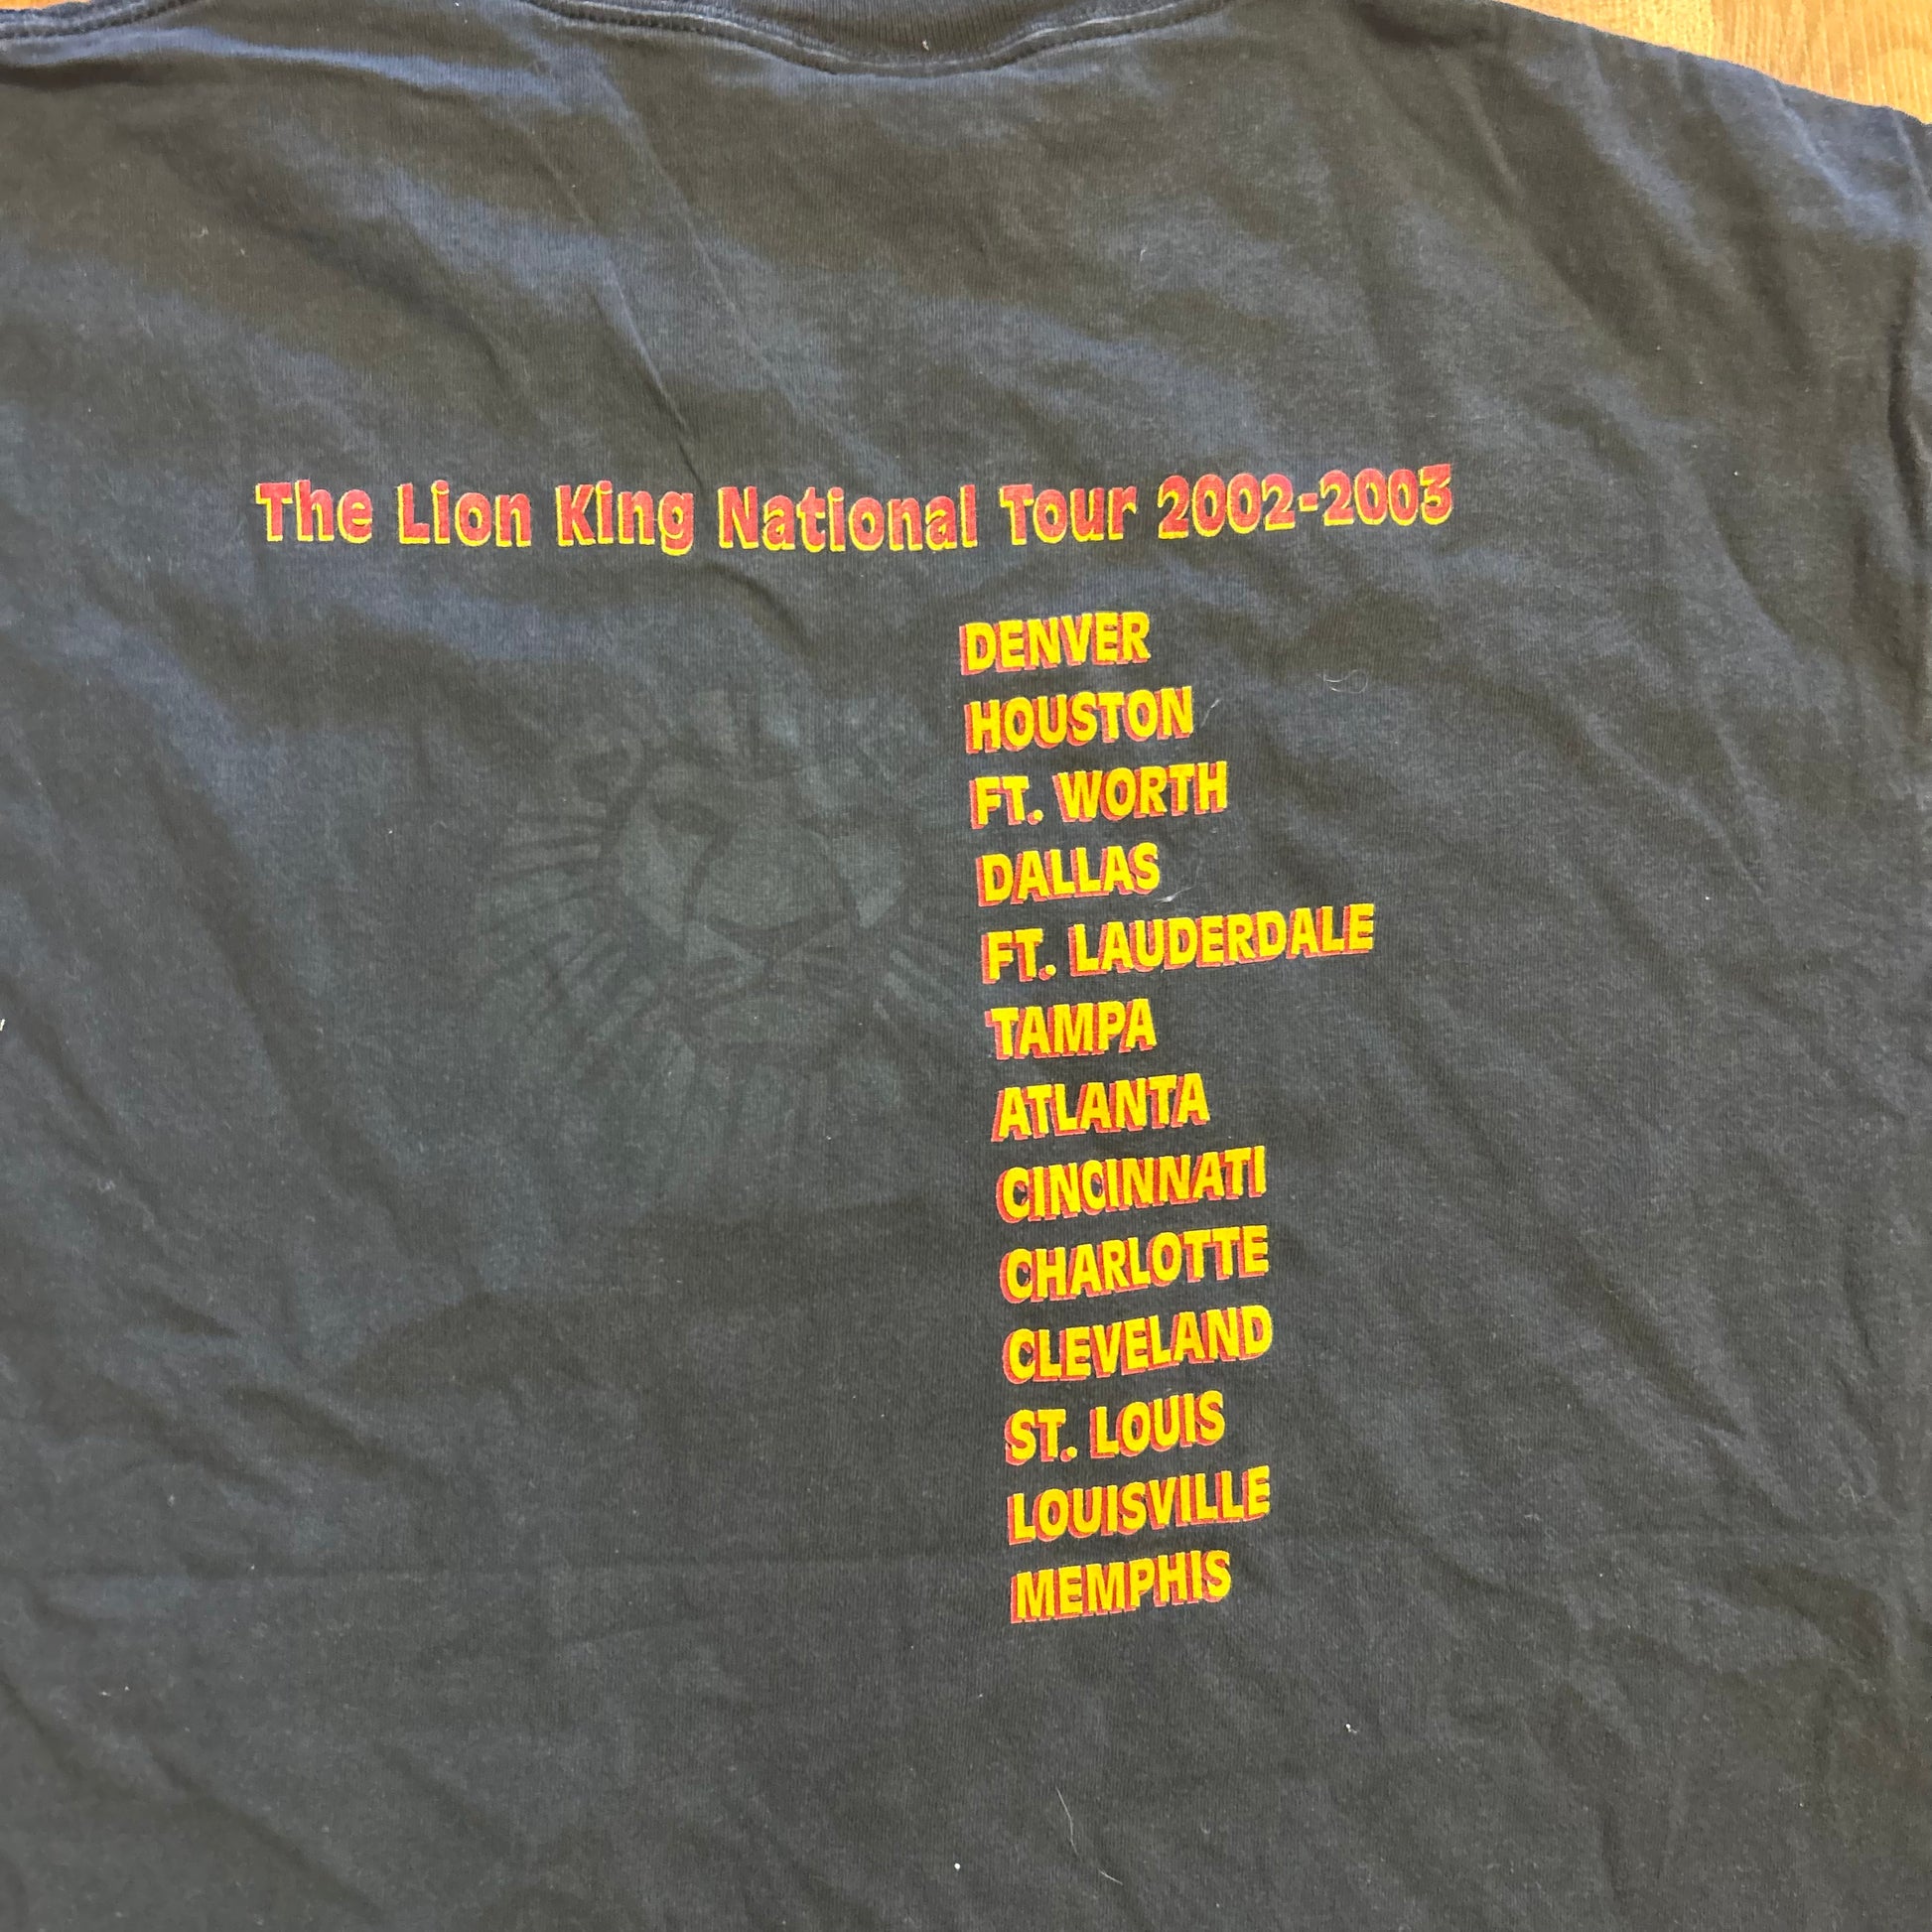 The Lion King National Tour 2002-2003
DENVER
HOUSTON
FT. WORTH
DALLAS
FT. LAUDERDALE
TAMPA
ATLANTA
CINCINNATI
CHARLOTTE
CLEVELAND
ST. LOUIS
LOUISVILLE
MEMPHIS